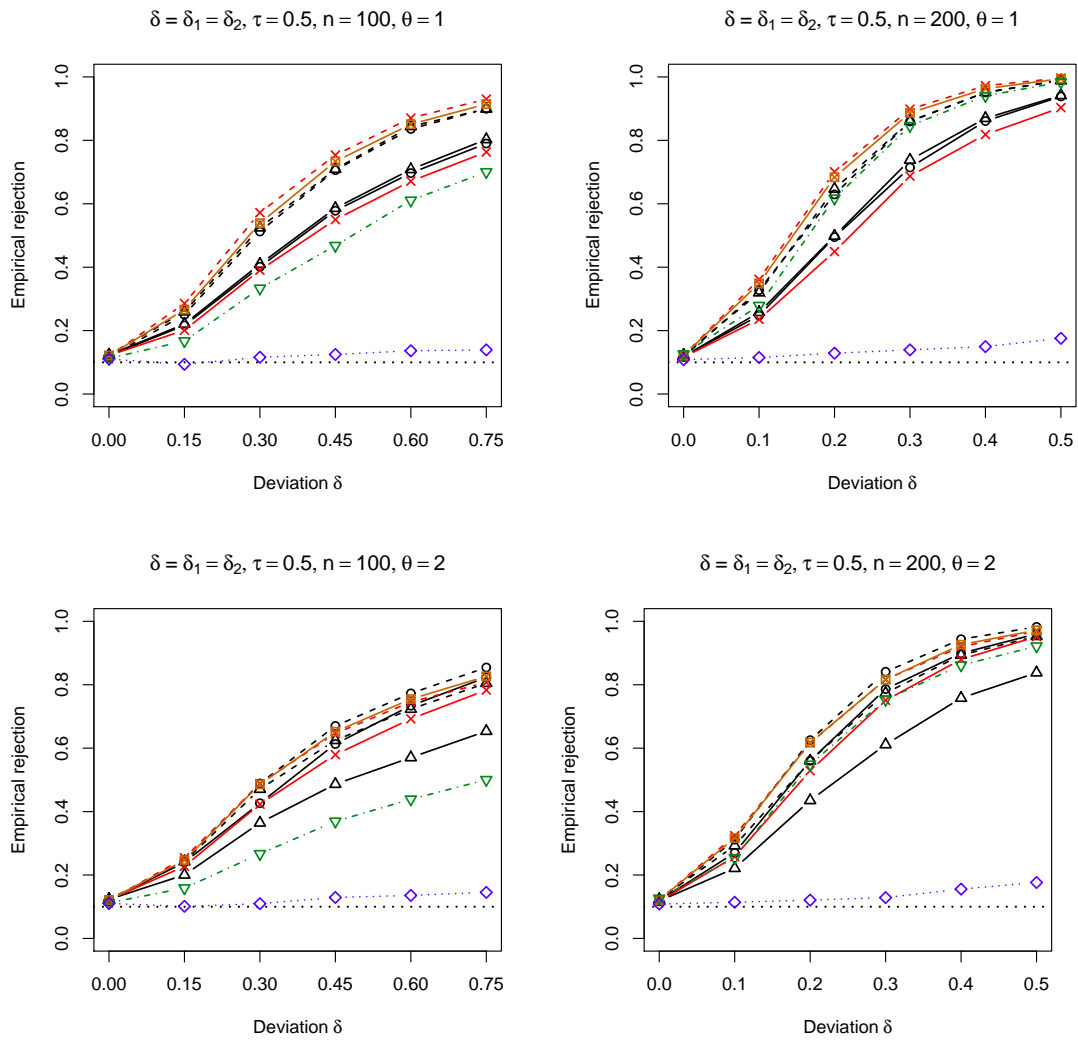 δ = δ₁ = δ₂, τ = 0.5, n = 100, θ = 1
Empirical rejection
1.0
0.8
0.6
0.4
0.2
0.0
0.00 0.15 0.30 0.45 0.60 0.75
Deviation δ
δ = δ₁ = δ₂, τ = 0.5, n = 200, θ = 1
Empirical rejection
1.0
0.8
0.6
0.4
0.2
0.0
0.0 0.1 0.2 0.3 0.4 0.5
Deviation δ
δ = δ₁ = δ₂, τ = 0.5, n = 100, θ = 2
Empirical rejection
1.0
0.8
0.6
0.4
0.2
0.0
0.00 0.15 0.30 0.45 0.60 0.75
Deviation δ
δ = δ₁ = δ₂, τ = 0.5, n = 200, θ = 2
Empirical rejection
1.0
0.8
0.6
0.4
0.2
0.0
0.0 0.1 0.2 0.3 0.4 0.5
Deviation δ